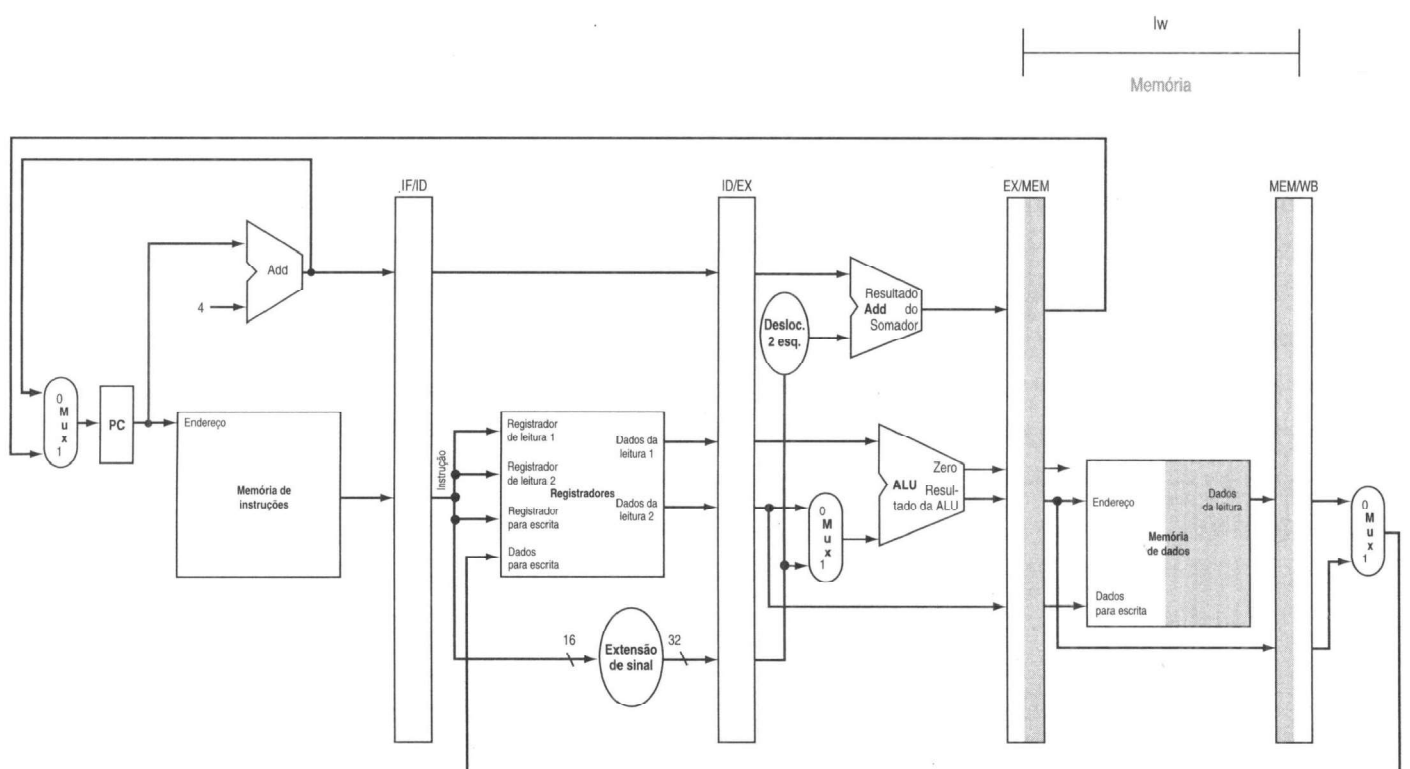 lw
Memória
IF/ID
ID/EX
EX/MEM
MEM/WB
Add
4
Resultado
Add do
Somador
Desloc.
2 esq.
0
Mux
1
PC
Endereço
Memória de
instruções
Instrução
Registrador
de leitura 1
Registrador
de leitura 2
Registrador
para escrita
Dados
para escrita
Registradores
Dados da
leitura 1
Dados da
leitura 2
16
Extensão
de sinal
32
0
Mux
1
Zero
ALU Resul-
tado da ALU
Endereço
Dados
da leitura
Memória
de dados
Dados
para escrita
0
Mux
1